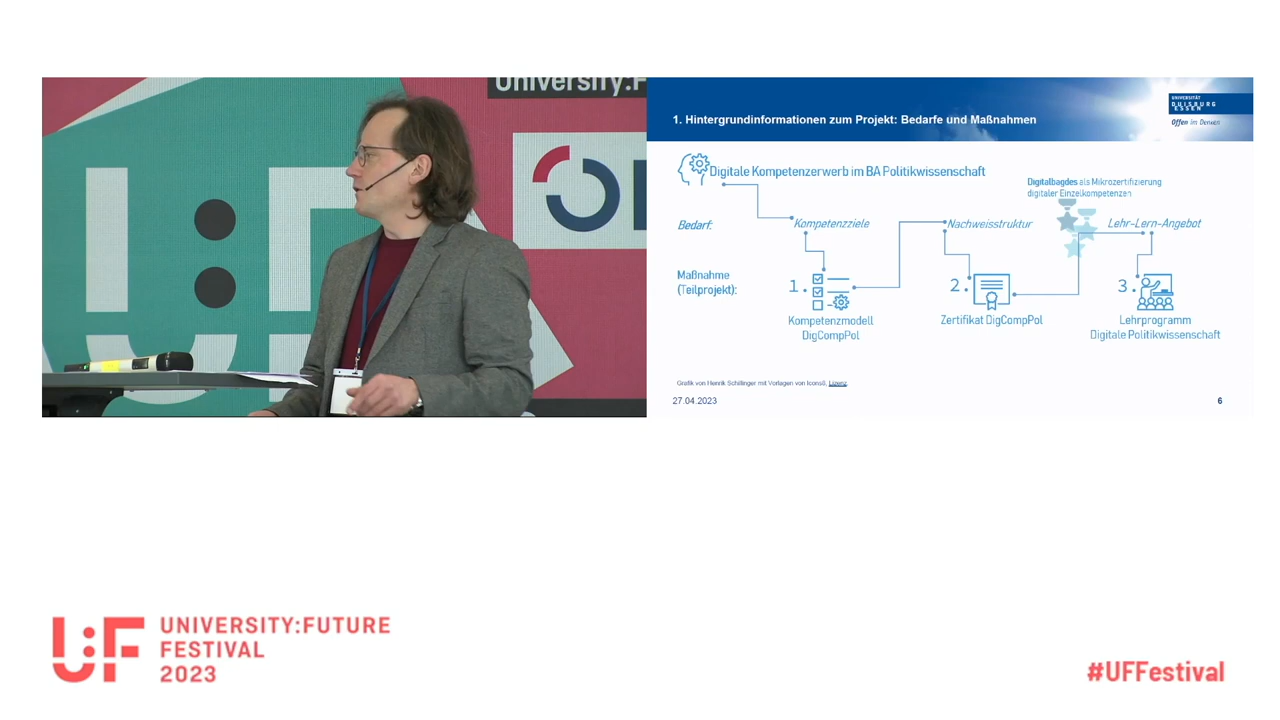 University:F
U:F
1. Hintergrundinformationen zum Projekt: Bedarfe und Maßnahmen
UNIVERSITÄT
DUISBURG
ESSEN
Offen im Denken
Digitale Kompetenzerwerb im BA Politikwissenschaft
Digitalbagdes als Mikrozertifizierung
digitaler Einzelkompetenzen
Bedarf:
Kompetenzziele
Nachweisstruktur
Lehr-Lern-Angebot
Maßnahme
(Teilprojekt):
1.
2.
3.
Kompetenzmodell
DigCompPol
Zertifikat DigCompPol
Lehrprogramm
Digitale Politikwissenschaft
Grafik von Henrik Schillinger mit Vorlagen von Icons8, Lizenz.
27.04.2023
6
U:F
UNIVERSITY:FUTURE
FESTIVAL
2023
#UFFestival